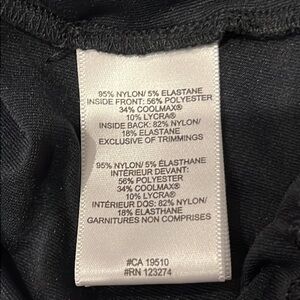 95% NYLON/ 5% ELASTANE
INSIDE FRONT: 56% POLYESTER
34% COOLMAX®
10% LYCRA®
INSIDE BACK: 82% NYLON/
18% ELASTANE
EXCLUSIVE OF TRIMMINGS
95% NYLON/ 5% ÉLASTHANE
INTÉRIEUR DEVANT:
56% POLYESTER
34% COOLMAX®
10% LYCRA®
INTÉRIEUR DOS: 82% NYLON/
18% ÉLASTHANE
GARNITURES NON COMPRISES
#CA 19510
#RN 123274